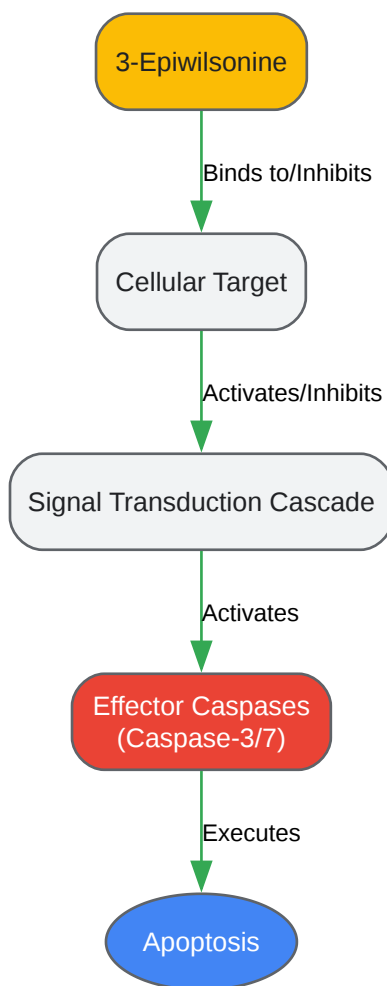 3-Epiwilsonine
Binds to/Inhibits
Cellular Target
Activates/Inhibits
Signal Transduction Cascade
Activates
Effector Caspases
(Caspase-3/7)
Executes
Apoptosis